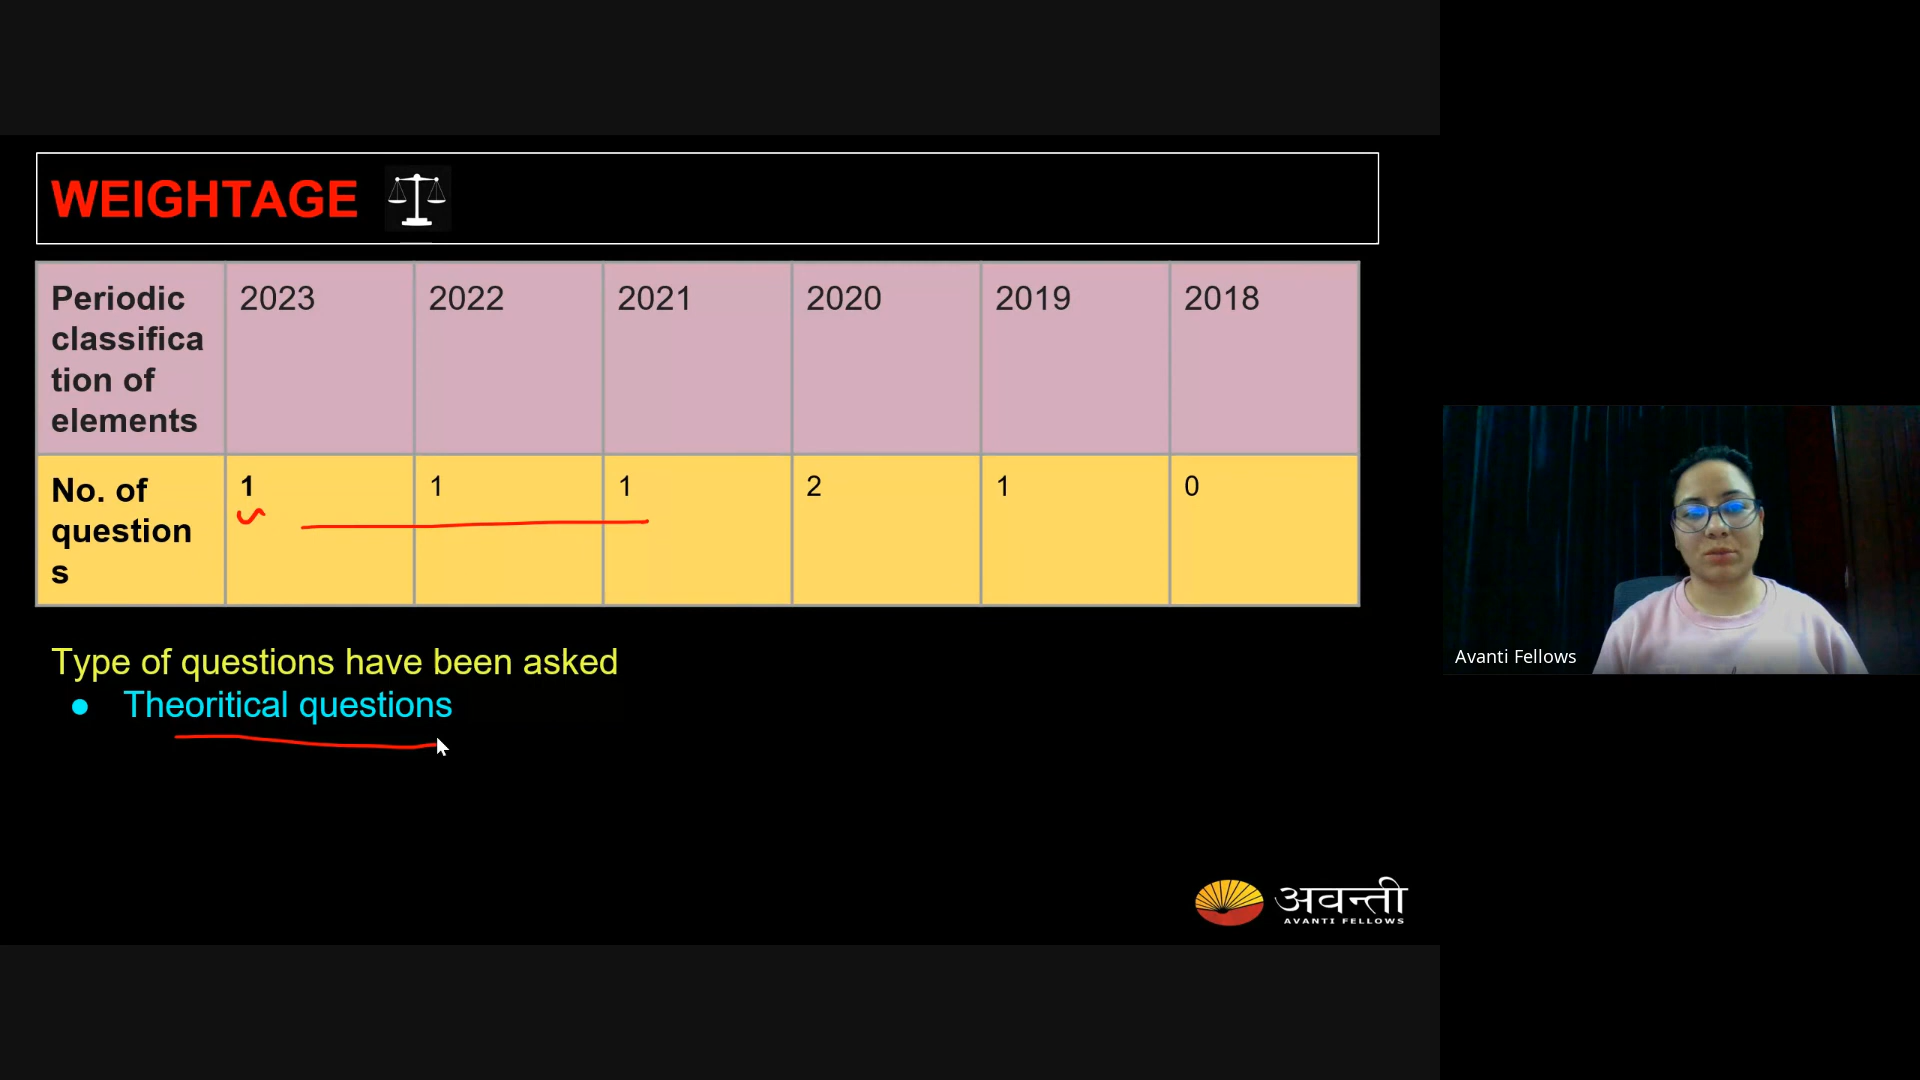 WEIGHTAGE
Periodic
classifica
tion of
elements
2023
2022
2021
2020
2019
2018
No. of
question
s
1
1
1
2
1
0
Type of questions have been asked
● Theoritical questions
Avanti Fellows
अवन्ती
AVANTI FELLOWS